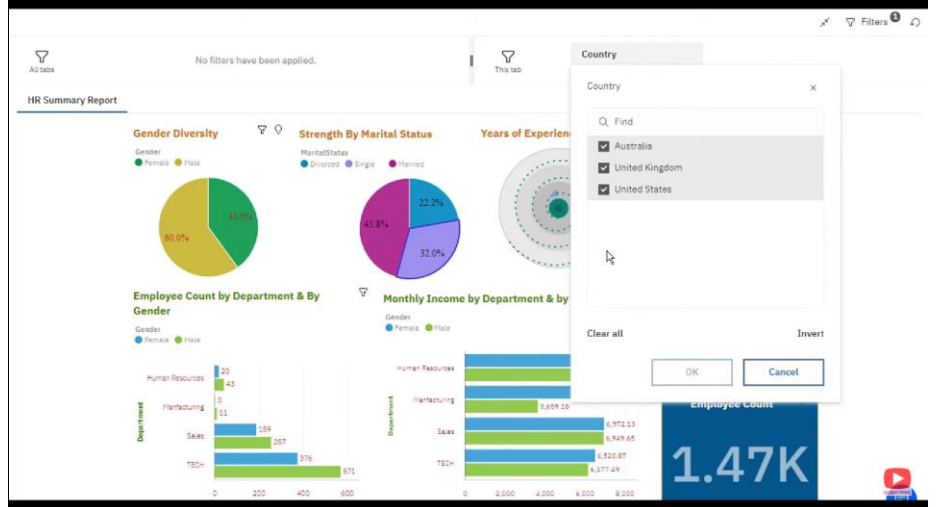 Filters 1
All tabs
No filters have been applied.
This tab
Country
HR Summary Report
Gender Diversity
Gender
Female Male
40.0%
60.0%
Strength By Marital Status
MaritalStatus
Divorced Single Married
22.2%
45.8%
32.0%
Years of Experien
Country
Find
Australia
United Kingdom
United States
Clear all
Invert
OK
Cancel
Employee Count by Department & By
Gender
Gender
Female Male
Department
Human Resources
20
43
Manfacturing
3
11
Sales
189
287
TECH
376
571
0 200 400 600
Monthly Income by Department & by
Gender
Female Male
Department
Human Resources
Manfacturing
3,659.18
Sales
6,972.13
6,949.65
TECH
6,520.87
6,177.49
0 2,000 4,000 6,000 8,000
Employee Count
1.47K